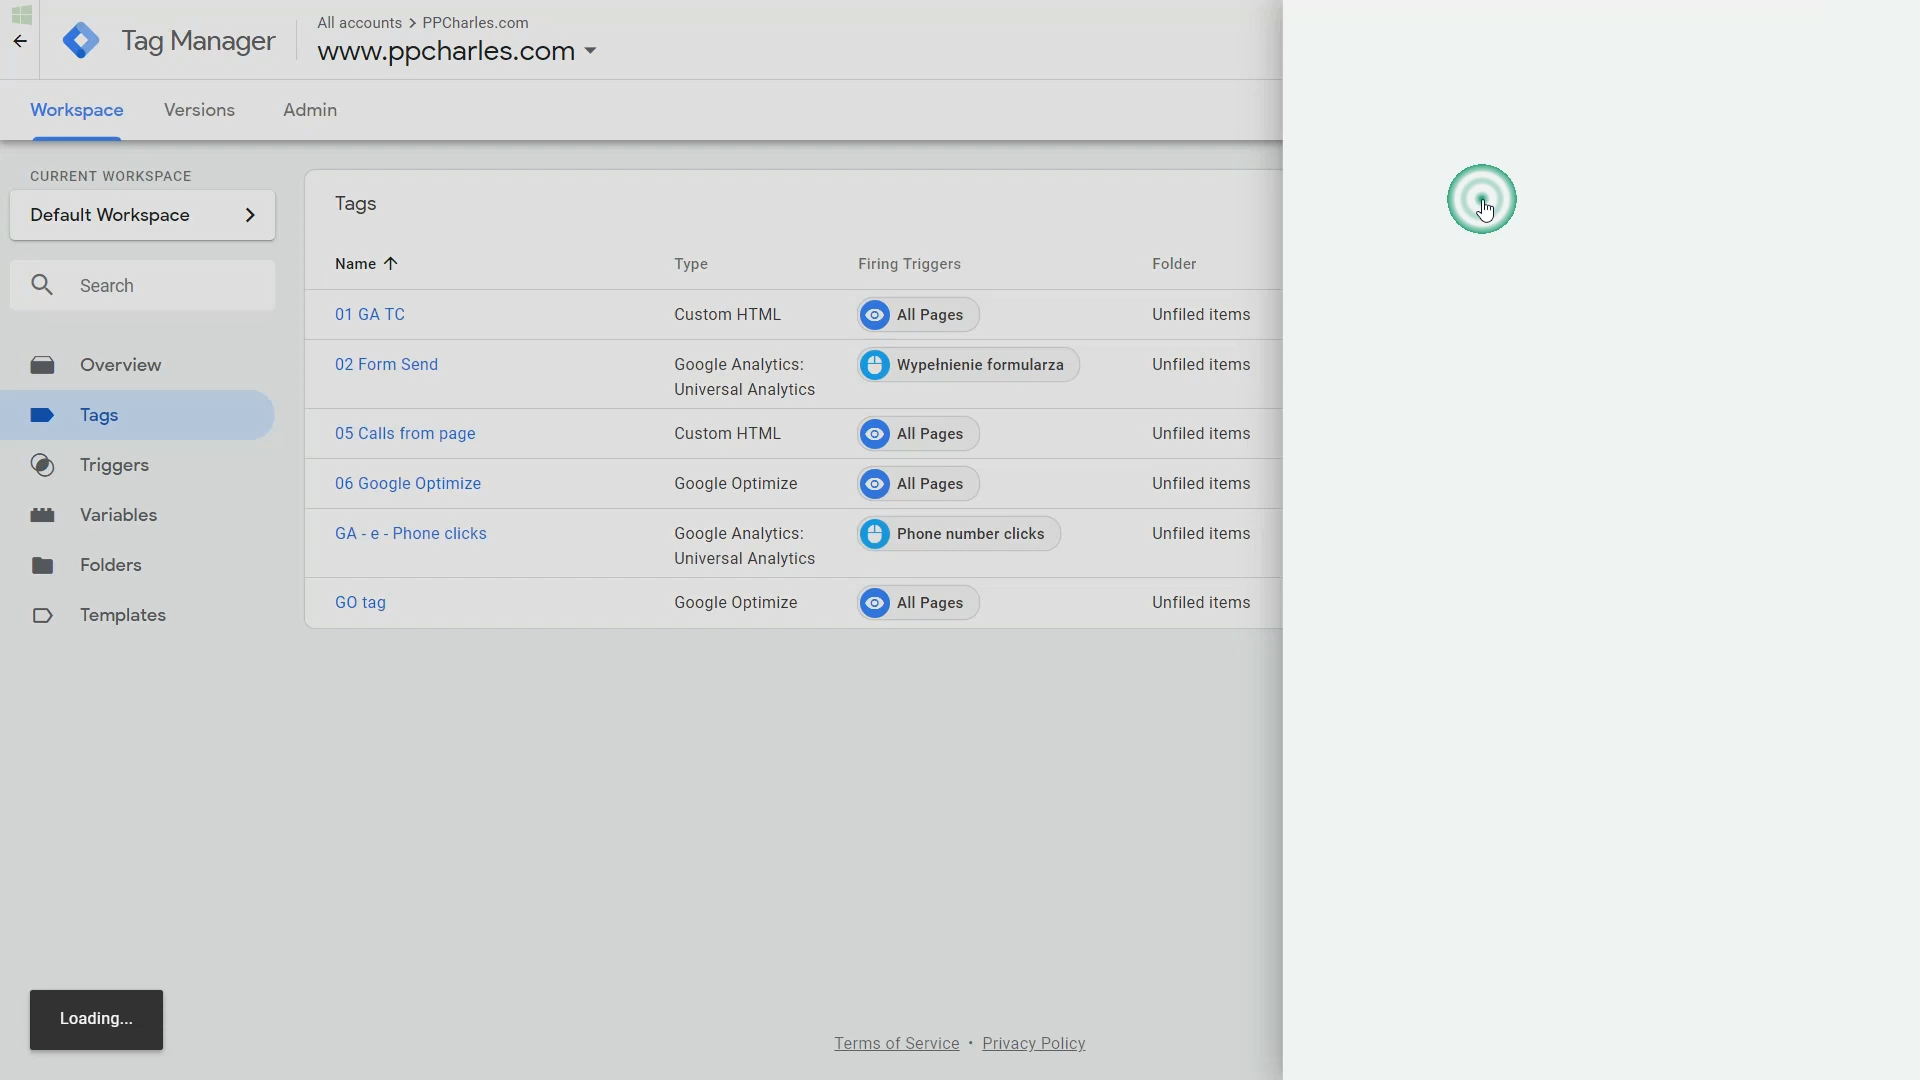 All accounts > PPCharles.com
Tag Manager
www.ppcharles.com
Workspace Versions Admin
CURRENT WORKSPACE
Default Workspace
Search
Overview
Tags
Triggers
Variables
Folders
Templates
Tags
Name Type Firing Triggers Folder
01 GA TC Custom HTML All Pages Unfiled items
02 Form Send Google Analytics: Wypełnienie formularza Unfiled items
Universal Analytics
05 Calls from page Custom HTML All Pages Unfiled items
06 Google Optimize Google Optimize All Pages Unfiled items
GA - e - Phone clicks Google Analytics: Phone number clicks Unfiled items
Universal Analytics
GO tag Google Optimize All Pages Unfiled items
Loading...
Terms of Service • Privacy Policy